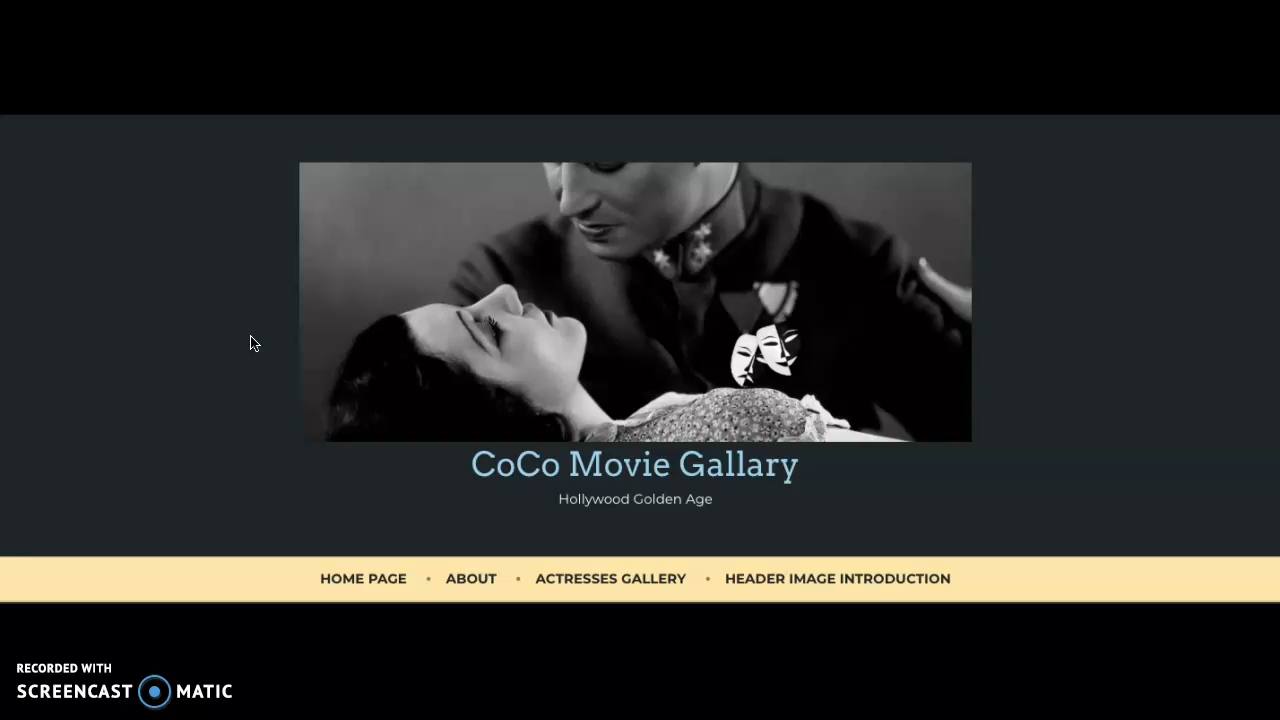 CoCo Movie Gallary
Hollywood Golden Age
HOME PAGE • ABOUT • ACTRESSES GALLERY • HEADER IMAGE INTRODUCTION
RECORDED WITH
SCREENCAST MATIC